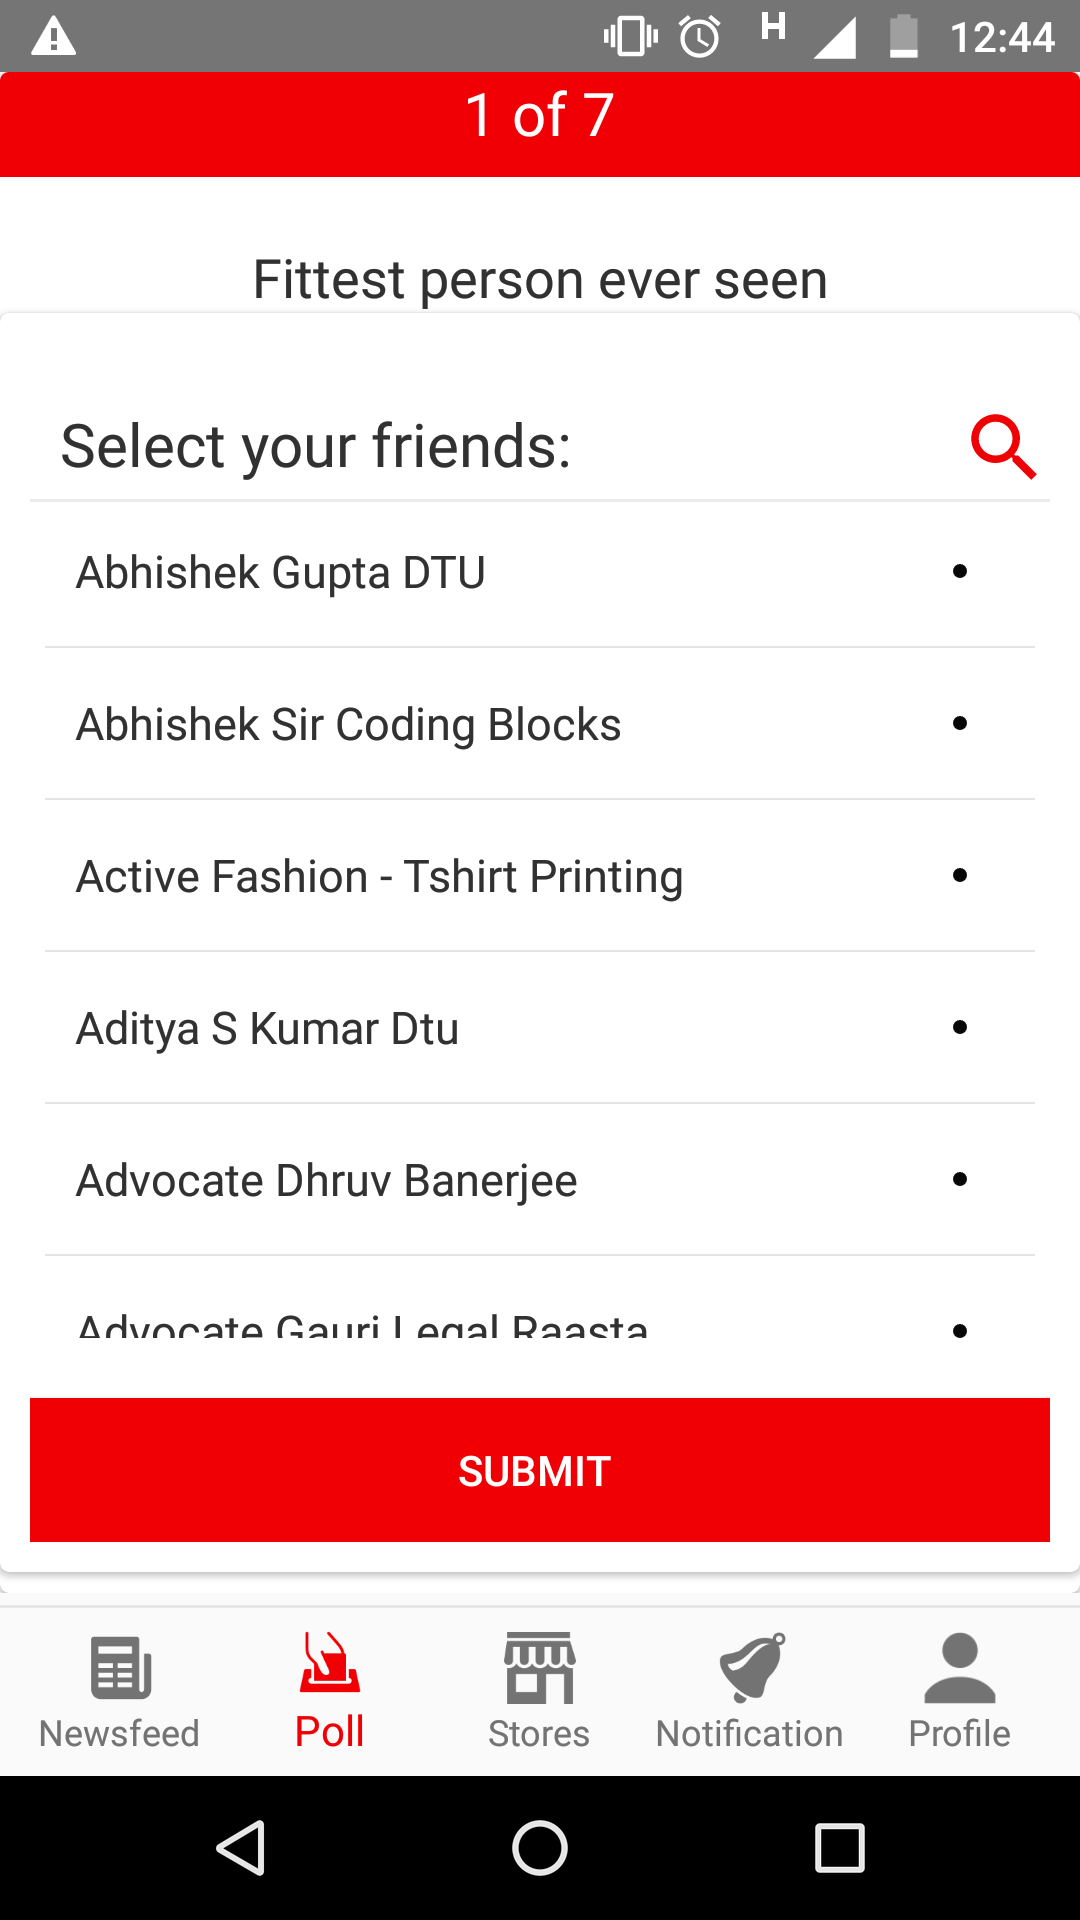 H 12:44
1 of 7
Fittest person ever seen
Select your friends:
Abhishek Gupta DTU
Abhishek Sir Coding Blocks
Active Fashion - Tshirt Printing
Aditya S Kumar Dtu
Advocate Dhruv Banerjee
Advocate Gauri Legal Raasta
SUBMIT
Newsfeed Poll Stores Notification Profile